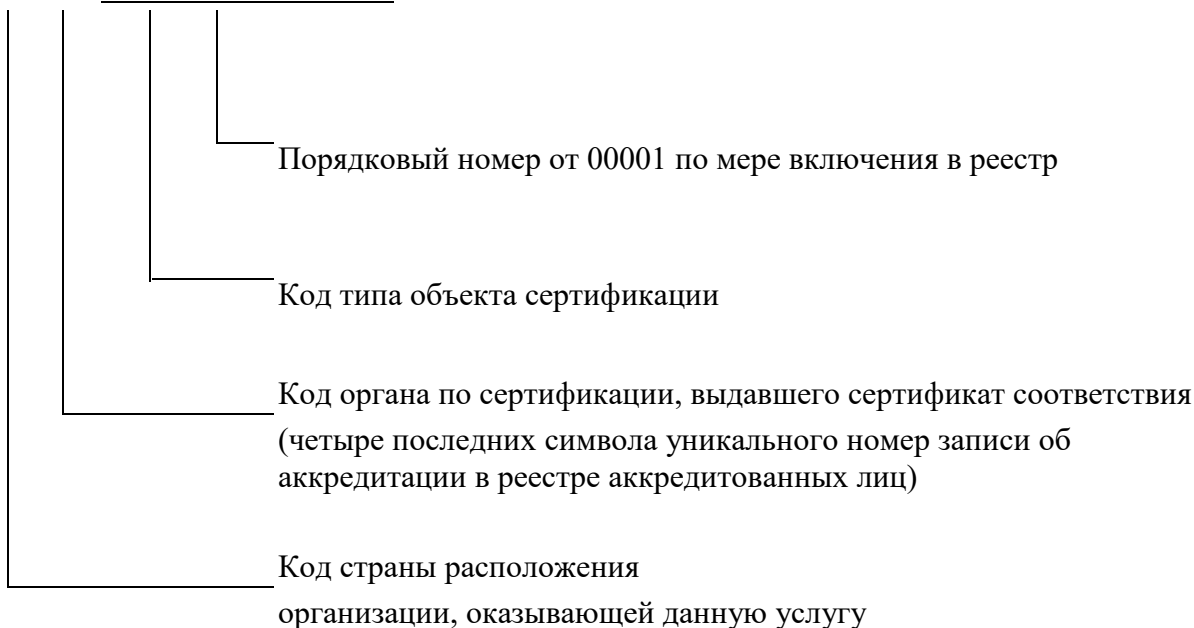 Порядковый номер от 00001 по мере включения в реестр
Код типа объекта сертификации
Код органа по сертификации, выдавшего сертификат соответствия
(четыре последних символа уникального номер записи об
аккредитации в реестре аккредитованных лиц)
Код страны расположения
организации, оказывающей данную услугу